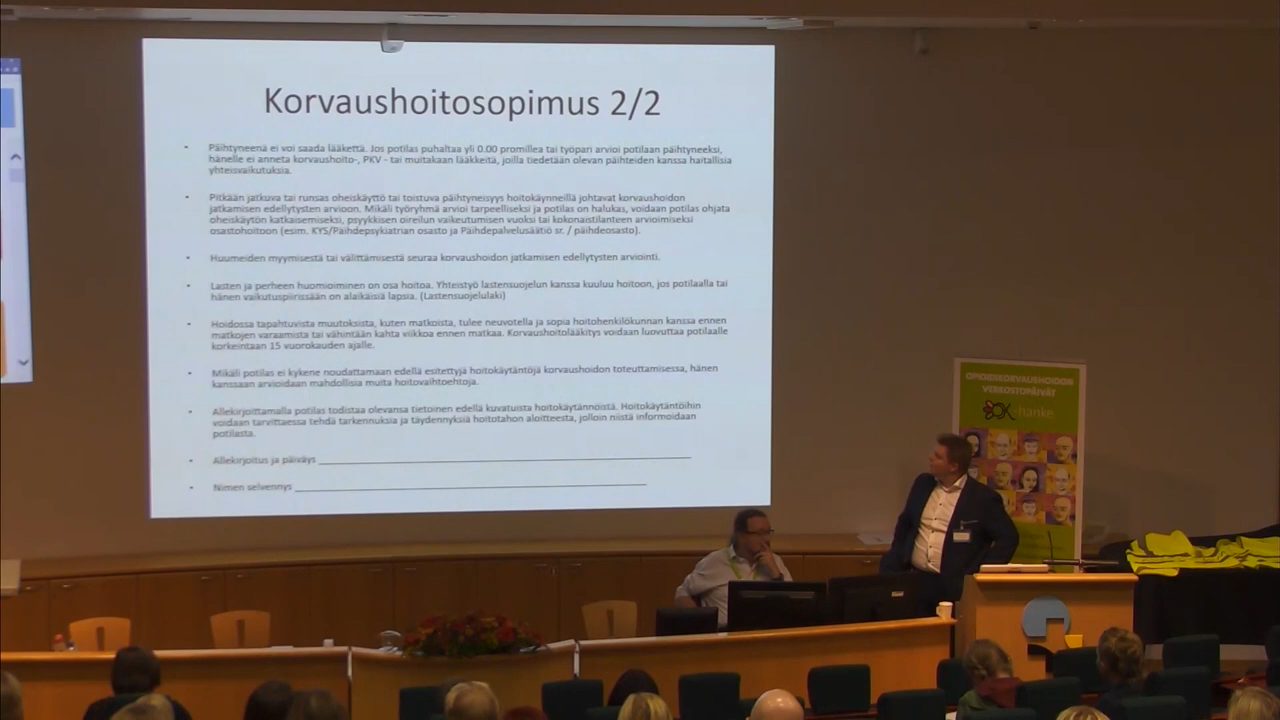 Korvaushoitosopimus 2/2
• Päihtyneenä ei voi saada lääkettä. Jos potilas puhaltaa yli 0.00 promillea tai työpari arvioi potilaan päihtyneeksi,
hänelle ei anneta korvaushoito-, PKV - tai muitakaan lääkkeitä, joilla tiedetään olevan päihteiden kanssa haitallisia
yhteisvaikutuksia.
• Pitkään jatkuva tai runsas oheiskäyttö tai toistuva päihtyneisyys hoitokäynneillä johtavat korvaushoidon
jatkamisen edellytysten arvioon. Mikäli työryhmä arvioi tarpeelliseksi ja potilas on halukas, voidaan potilas ohjata
oheiskäytön katkaisemiseksi, psyykkisen oireilun vaikeutumisen vuoksi tai kokonaistilanteen arvioimiseksi
osastohoitoon (esim. KYS/Päihdepsykiatrian osasto ja Päihdepalvelusäätiö sr. / päihdeosasto).
• Huumeiden myymisestä tai välittämisestä seuraa korvaushoidon jatkamisen edellytysten arviointi.
• Lasten ja perheen huomioiminen on osa hoitoa. Yhteistyö lastensuojelun kanssa kuuluu hoitoon, jos potilaalla tai
hänen vaikutuspiirissään on alaikäisiä lapsia. (Lastensuojelulaki)
• Hoidossa tapahtuvista muutoksista, kuten matkoista, tulee neuvotella ja sopia hoitohenkilökunnan kanssa ennen
matkojen varaamista tai vähintään kahta viikkoa ennen matkaa. Korvaushoitolääkitys voidaan luovuttaa potilaalle
korkeintaan 15 vuorokauden ajalle.
• Mikäli potilas ei kykene noudattamaan edellä esitettyjä hoitokäytäntöjä korvaushoidon toteuttamisessa, hänen
kanssaan arvioidaan mahdollisia muita hoitovaihtoehtoja.
• Allekirjoittamalla potilas todistaa olevansa tietoinen edellä kuvatuista hoitokäytännöistä. Hoitokäytäntöihin
voidaan tarvittaessa tehdä tarkennuksia ja täydennyksiä hoitotahon aloitteesta, jolloin niistä informoidaan
potilasta.
• Allekirjoitus ja päiväys
• Nimen selvennys
OPIOIDIKORVAUSHOIDON
VERKOSTOPÄIVÄT
OK-hanke